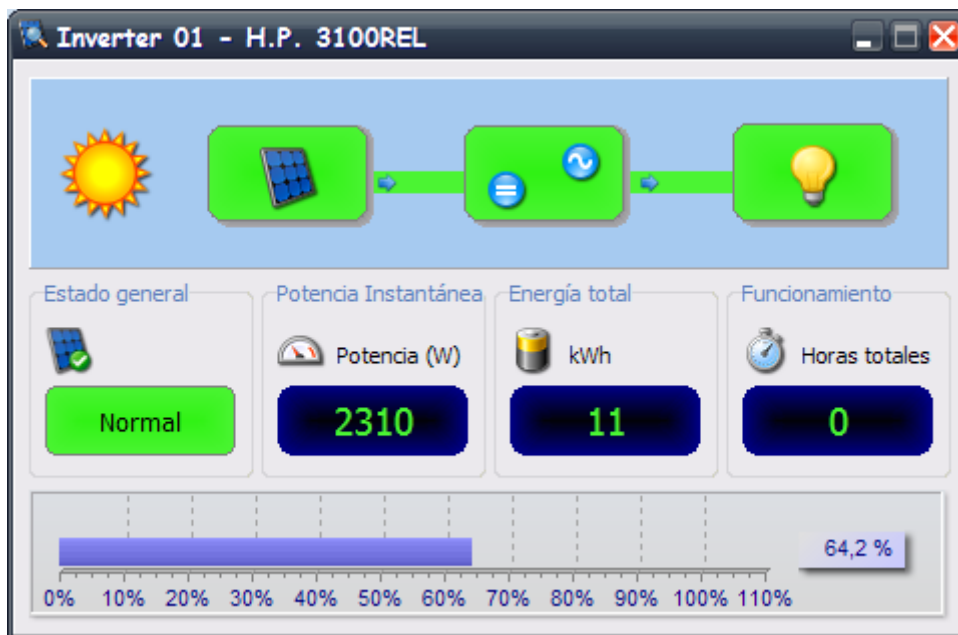 Inverter 01 - H.P. 3100REL
Estado general
Potencia Instantánea
Energía total
Funcionamiento
Potencia (W)
kWh
Horas totales
Normal
2310
11
0
64,2 %
0% 10% 20% 30% 40% 50% 60% 70% 80% 90% 100% 110%